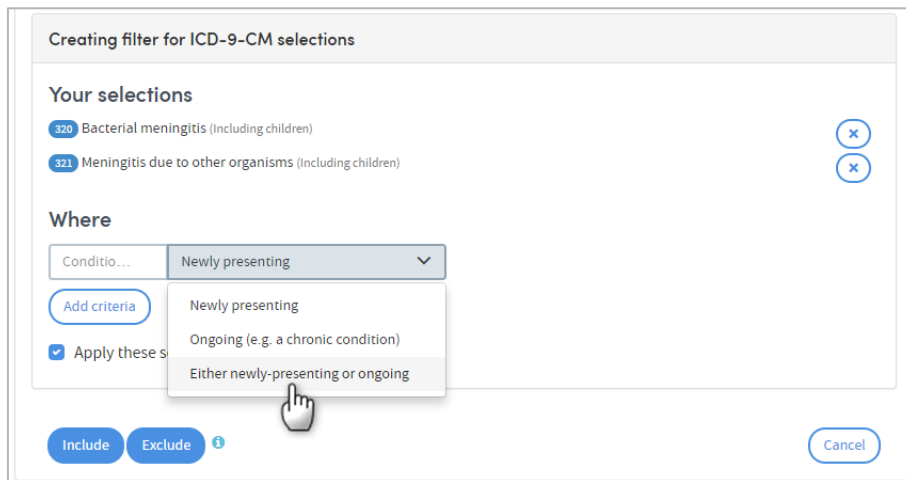 Creating filter for ICD-9-CM selections
Your selections
320 Bacterial meningitis (Including children)
321 Meningitis due to other organisms (Including children)
Where
Conditio... Newly presenting
Add criteria
Newly presenting
Ongoing (e.g. a chronic condition)
Apply these s
Either newly-presenting or ongoing
Include Exclude Cancel